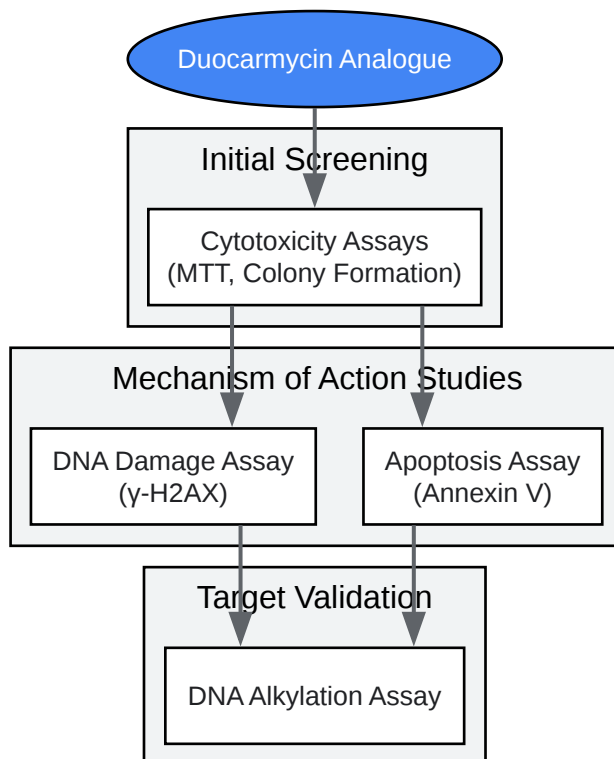 Duocarmycin Analogue
Initial Screening
Cytotoxicity Assays
(MTT, Colony Formation)
Mechanism of Action Studies
DNA Damage Assay
(γ-H2AX)
Apoptosis Assay
(Annexin V)
Target Validation
DNA Alkylation Assay